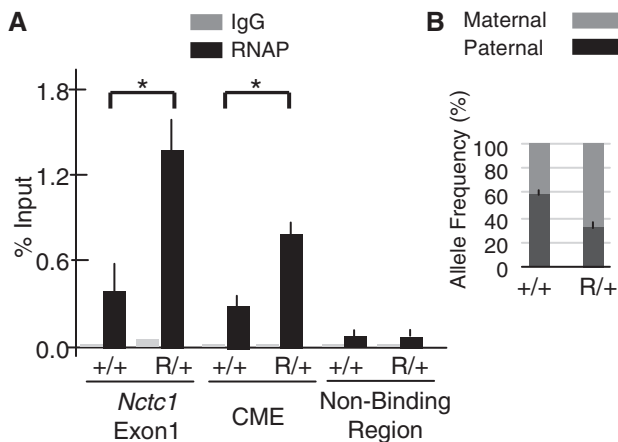 A
IgG
RNAP
*
*
1.8
1.2
0.6
0.0
% Input
+/+
R/+
+/+
R/+
+/+
R/+
Nctc1
Exon1
CME
Non-Binding
Region
B
Maternal
Paternal
Allele Frequency (%)
100
80
60
40
20
0
+/+
R/+